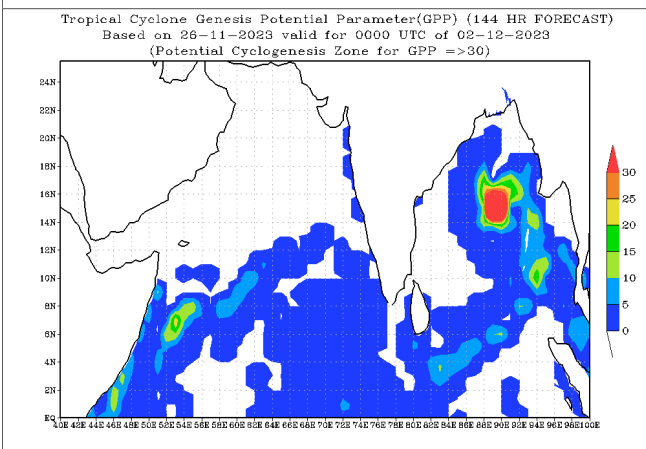 Tropical Cyclone Genesis Potential Parameter(GPP) (144 HR FORECAST)
Based on 26-11-2023 valid for 0000 UTC of 02-12-2023
(Potential Cyclogenesis Zone for GPP =>30)
24N
22N
20N
18N
16N
14N
12N
10N
8N
6N
4N
2N
EQ
30
25
20
15
10
5
0
40E 42E 44E 46E 48E 50E 52E 54E 56E 58E 60E 62E 64E 66E 68E 70E 72E 74E 76E 78E 80E 82E 84E 86E 88E 90E 92E 94E 96E 98E 100E